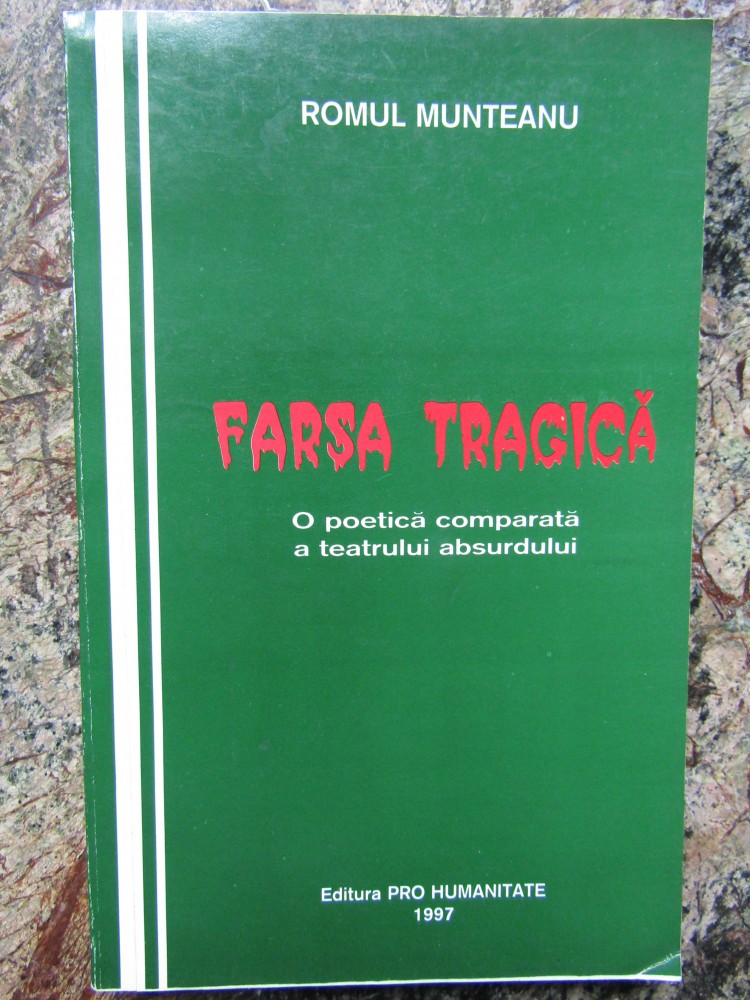 ROMUL MUNTEANU
FARSA TRAGICĂ
O poetică comparată
a teatrului absurdului
Editura PRO HUMANITATE
1997